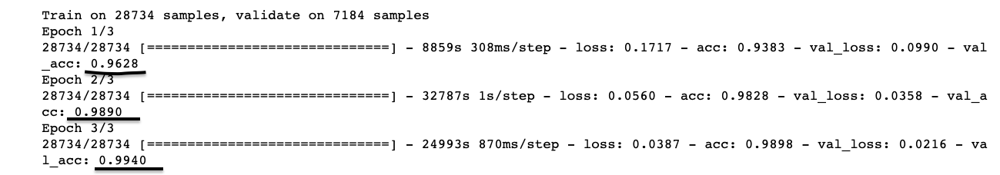 Train on 28734 samples, validate on 7184 samples
Epoch 1/3
28734/28734 [==============================] - 8859s 308ms/step - loss: 0.1717 - acc: 0.9383 - val_loss: 0.0990 - val
_acc: 0.9628
Epoch 2/3
28734/28734 [==============================] - 32787s 1s/step - loss: 0.0560 - acc: 0.9828 - val_loss: 0.0358 - val_a
cc: 0.9890
Epoch 3/3
28734/28734 [==============================] - 24993s 870ms/step - loss: 0.0387 - acc: 0.9898 - val_loss: 0.0216 - va
l_acc: 0.9940